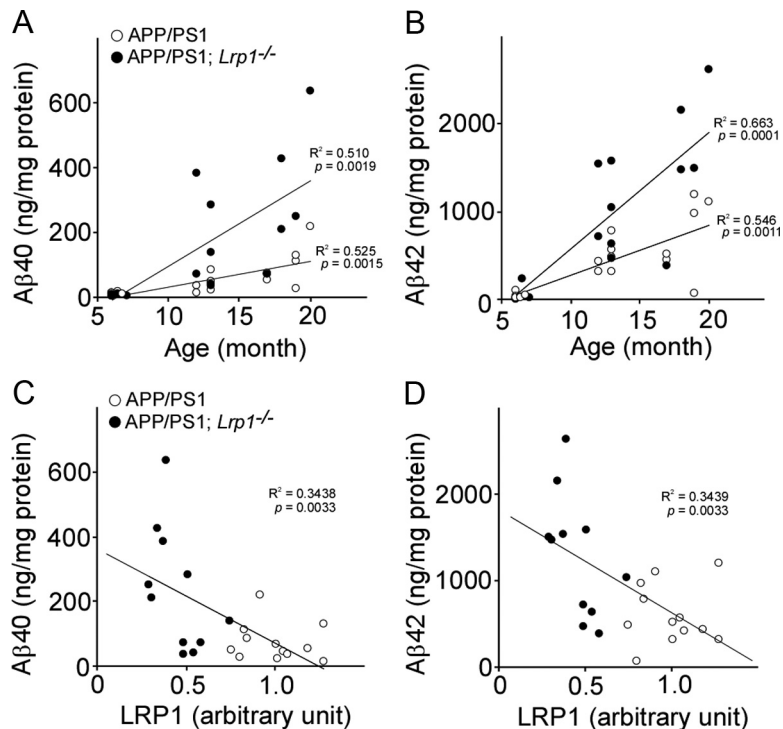 A
APP/PS1
APP/PS1; Lrp1-/-
Aβ40 (ng/mg protein)
600
400
200
0
R2 = 0.510
p = 0.0019
R2 = 0.525
p = 0.0015
5 10 15 20
Age (month)
B
Aβ42 (ng/mg protein)
2000
1000
0
R2 = 0.663
p = 0.0001
R2 = 0.546
p = 0.0011
5 10 15 20
Age (month)
C
APP/PS1
APP/PS1; Lrp1-/-
Aβ40 (ng/mg protein)
600
400
200
0
R2 = 0.3438
p = 0.0033
0 0.5 1.0
LRP1 (arbitrary unit)
D
Aβ42 (ng/mg protein)
2000
1000
0
R2 = 0.3439
p = 0.0033
0 0.5 1.0
LRP1 (arbitrary unit)